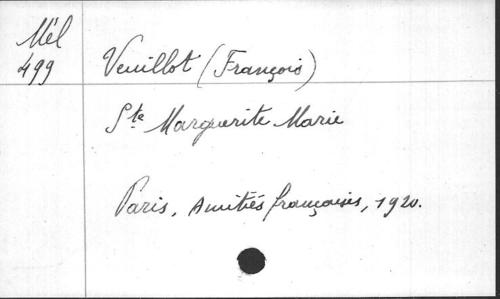 Mél
499
Veuillot (François)
Ste Marguerite Marie
Paris, Amitiés françaises, 1920.